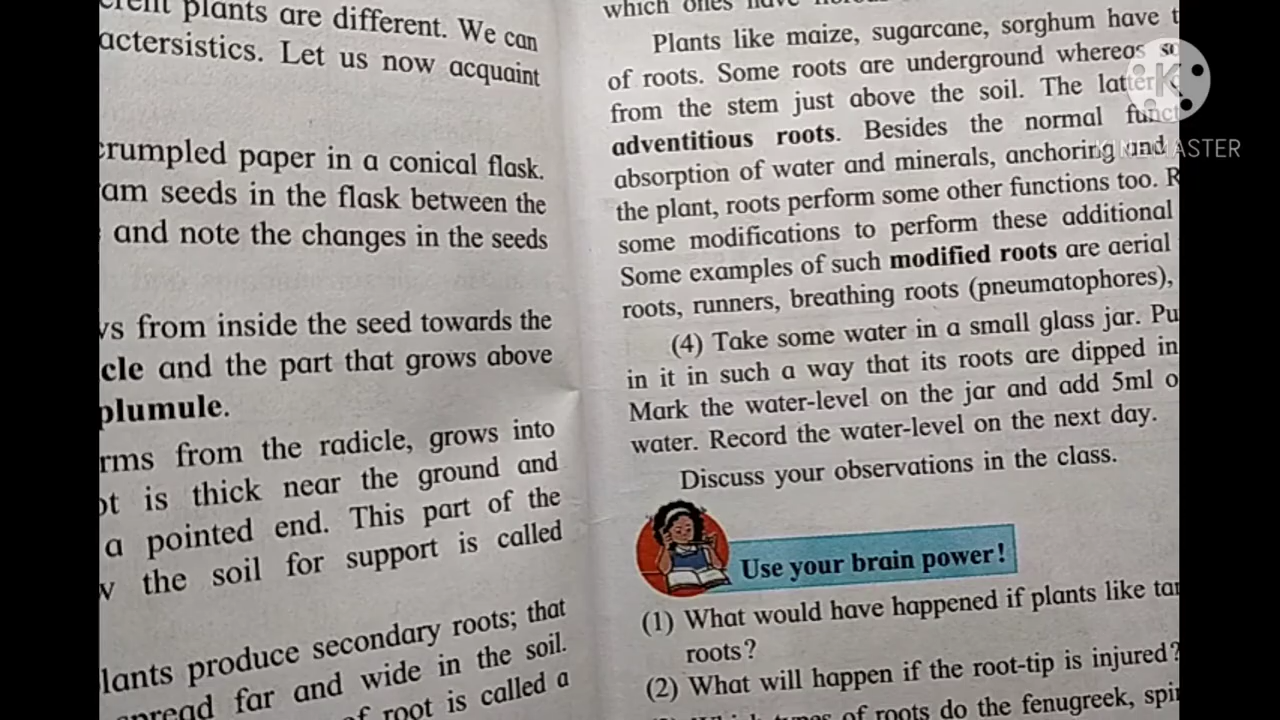 plants are different. We can
actersistics. Let us now acquaint
crumpled paper in a conical flask.
am seeds in the flask between the
and note the changes in the seeds
ws from inside the seed towards the
cle and the part that grows above
plumule.
rms from the radicle, grows into
ot is thick near the ground and
a pointed end. This part of the
w the soil for support is called
lants produce secondary roots; that
spread far and wide in the soil.
of root is called a
which ones have
Plants like maize, sugarcane, sorghum have t
of roots. Some roots are underground whereas
from the stem just above the soil. The latter
adventitious roots. Besides the normal funct
absorption of water and minerals, anchoring and
the plant, roots perform some other functions too. R
some modifications to perform these additional
Some examples of such modified roots are aerial
roots, runners, breathing roots (pneumatophores),
(4) Take some water in a small glass jar. Pu
in it in such a way that its roots are dipped in
Mark the water-level on the jar and add 5ml o
water. Record the water-level on the next day.
Discuss your observations in the class.
Use your brain power!
(1) What would have happened if plants like tar
roots?
(2) What will happen if the root-tip is injured?
types of roots do the fenugreek, spi
K
KINEMASTER